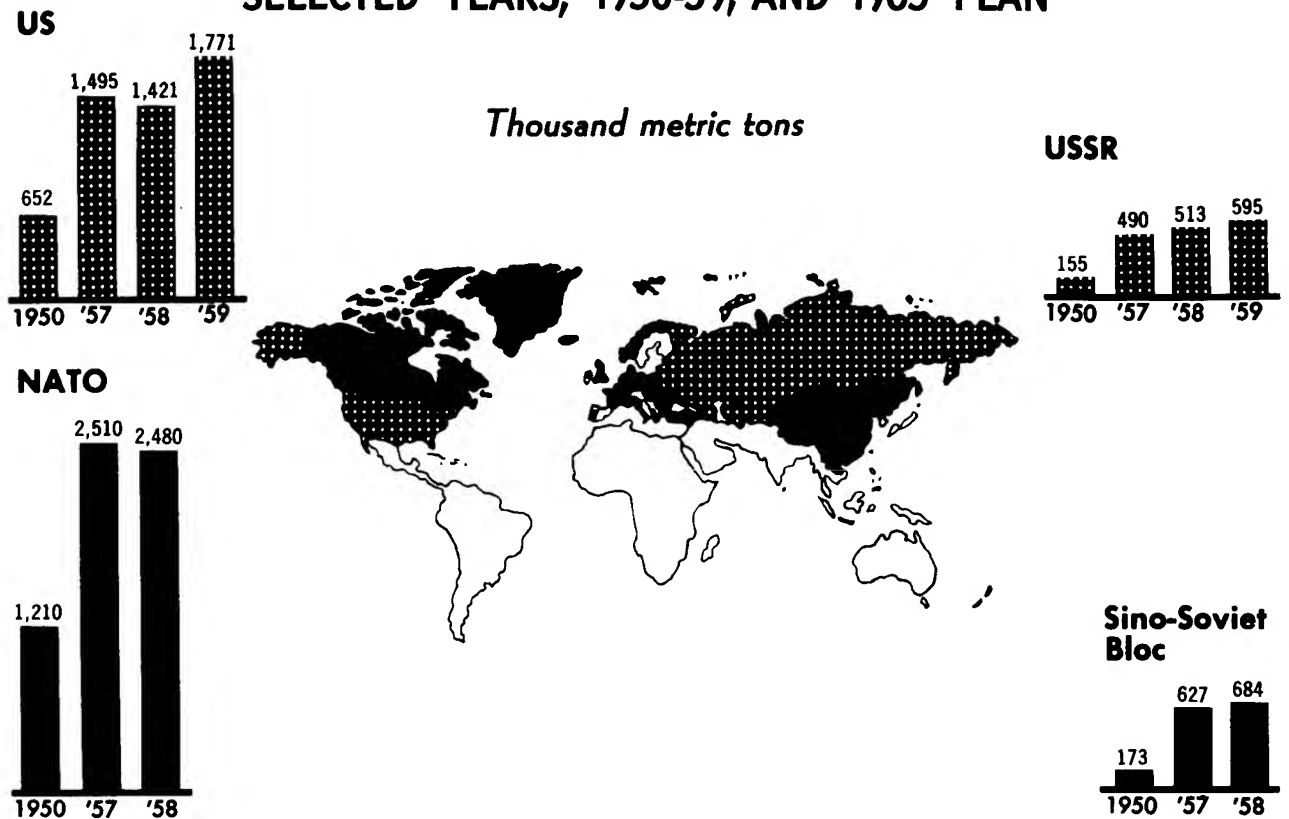 SELECTED YEARS, 1950-59, AND 1965 PLAN
US
652
1,495
1,421
1,771
1950 '57 '58 '59
Thousand metric tons
USSR
155
490
513
595
1950 '57 '58 '59
NATO
1,210
2,510
2,480
1950 '57 '58
Sino-Soviet
Bloc
173
627
684
1950 '57 '58